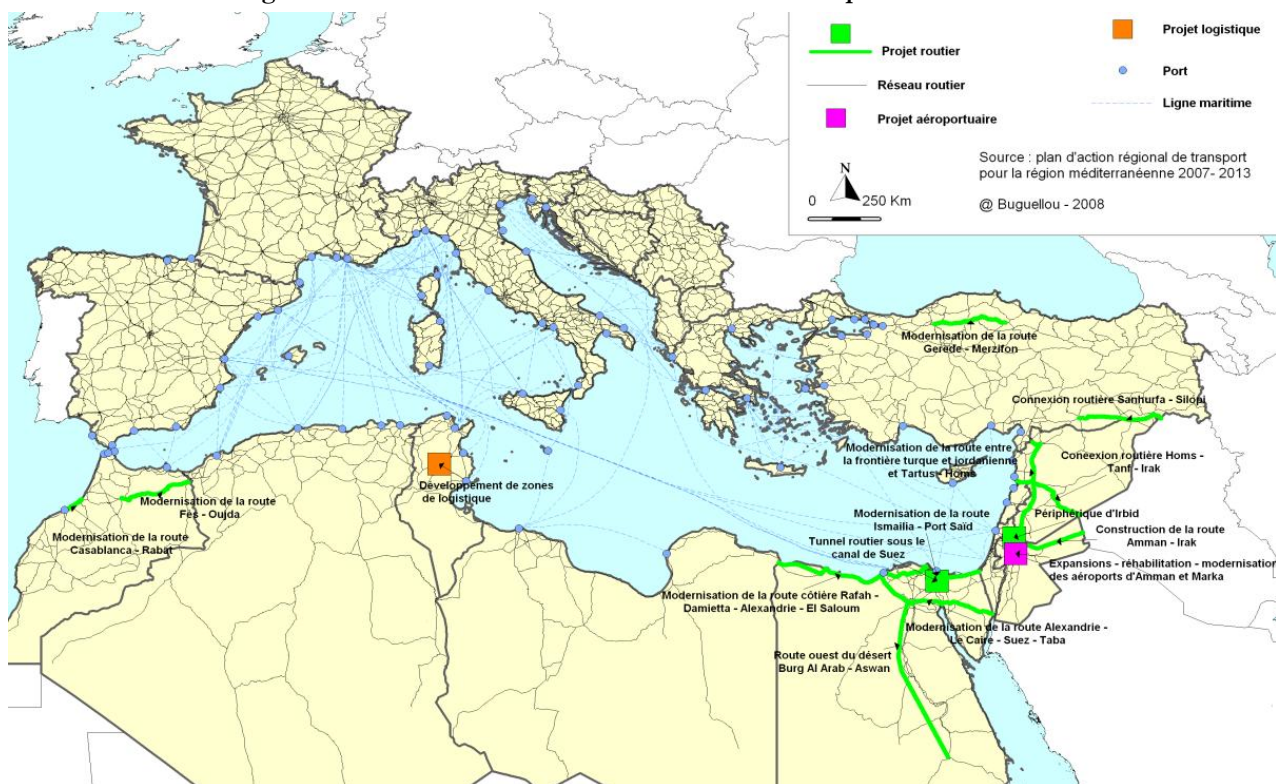 Projet logistique
Projet routier
Port
Réseau routier
Ligne maritime
Projet aéroportuaire
Source : plan d'action régional de transport
pour la région méditerranéenne 2007- 2013
N
0 250 Km
@ Buguellou - 2008
Modernisation de la route
Gerede - Merzifon
Connexion routière Sanhurfa - Silopi
Modernisation de la route entre
la frontière turque et jordanienne
et Tartus - Homs
Coneexion routière Homs -
Tanf - Irak
Développement de zones
de logistique
Modernisation de la route
Fès - Oujda
Modernisation de la route
Casablanca - Rabat
Modernisation de la route
Ismailia - Port Saïd
Périphérique d'Irbid
Tunnel routier sous le
canal de Suez
Construction de la route
Amman - Irak
Expansions - réhabilitation - modernisation
des aéroports d'Amman et Marka
Modernisation de la route côtière Rafah -
Damietta - Alexandrie - El Saloum
Modernisation de la route Alexandrie -
Le Caire - Suez - Taba
Route ouest du désert
Burg Al Arab - Aswan